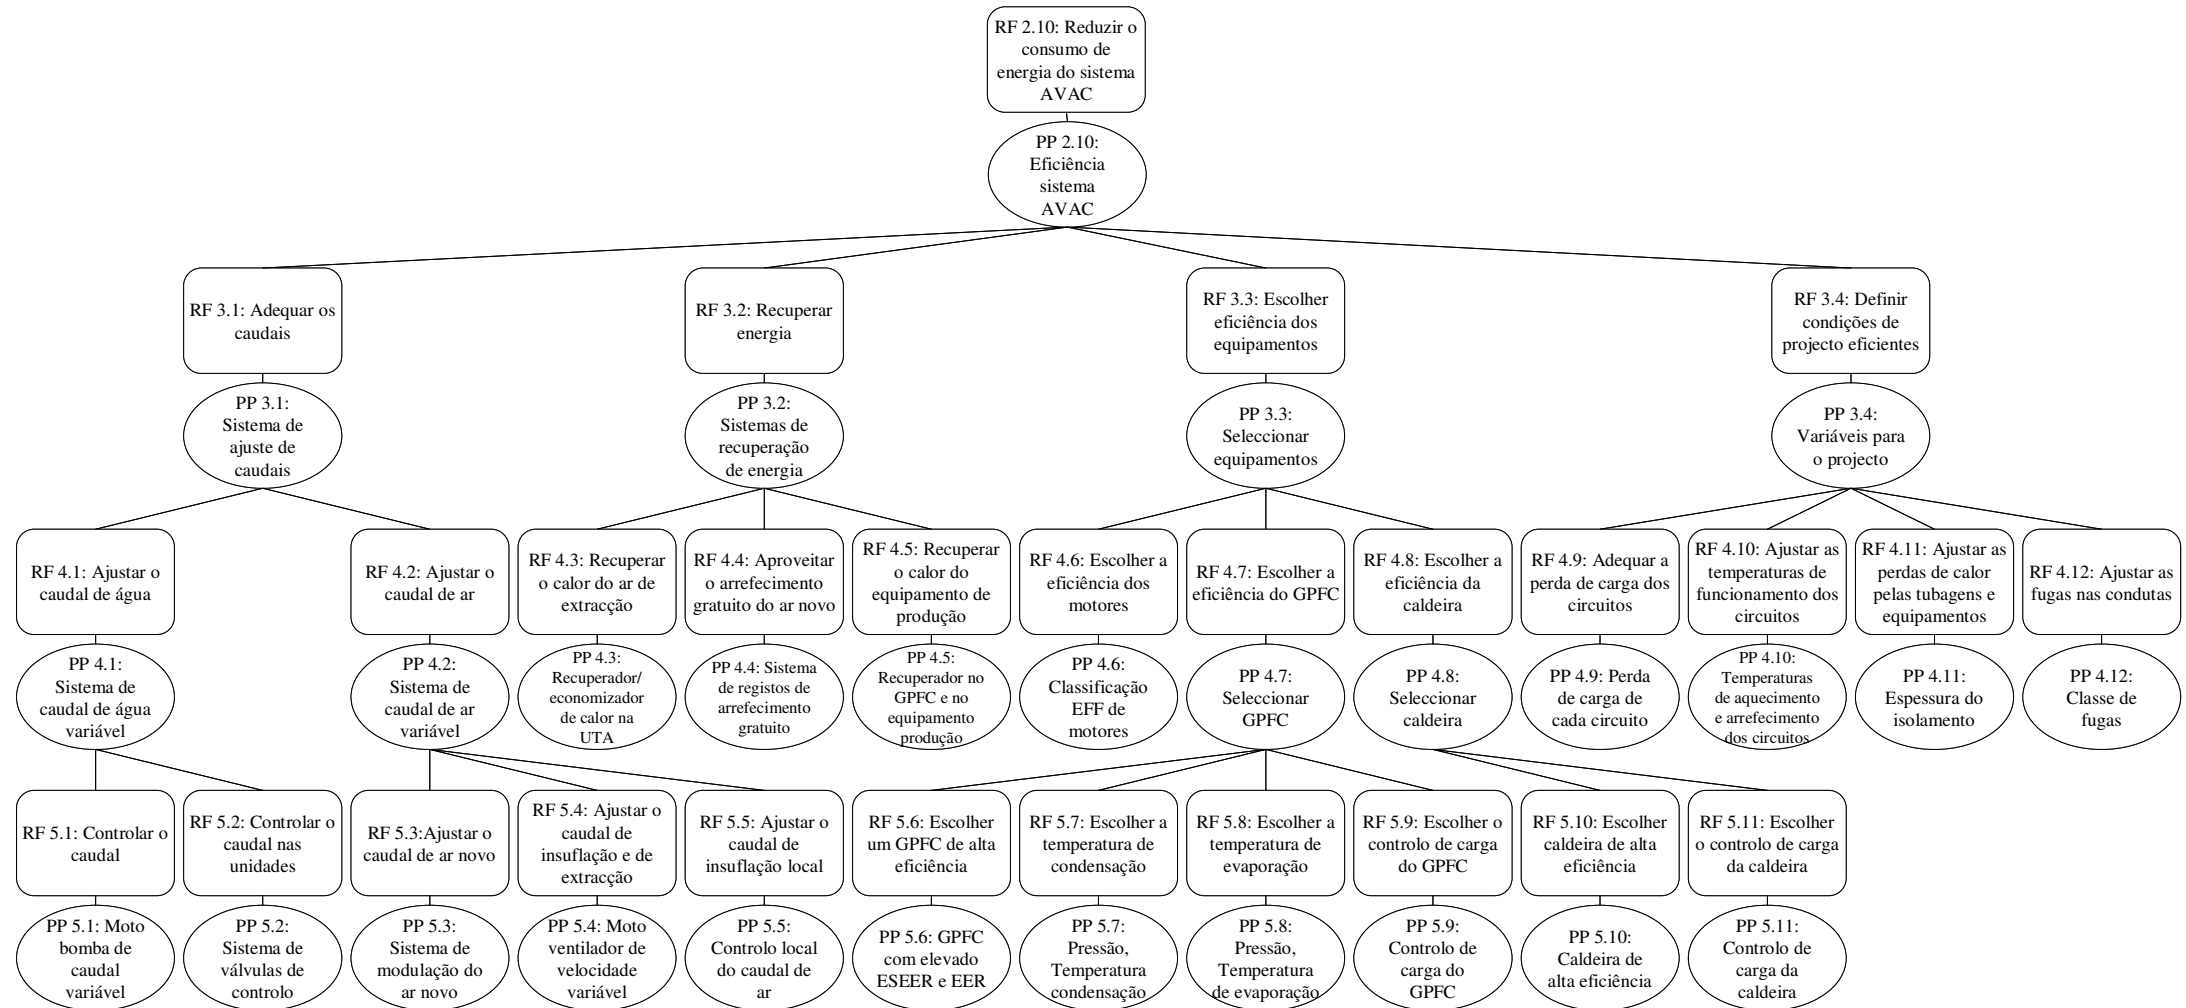 RF 2.10: Reduzir o
consumo de
energia do sistema
AVAC
PP 2.10:
Eficiência
sistema
AVAC
RF 3.1: Adequar os
caudais
RF 3.2: Recuperar
energia
RF 3.3: Escolher
eficiência dos
equipamentos
RF 3.4: Definir
condições de
projecto eficientes
PP 3.1:
Sistema de
ajuste de
caudais
PP 3.2:
Sistemas de
recuperação
de energia
PP 3.3:
Seleccionar
equipamentos
PP 3.4:
Variáveis para
o projecto
RF 4.1: Ajustar o
caudal de água
RF 4.2: Ajustar o
caudal de ar
RF 4.3: Recuperar
o calor do ar de
extracção
RF 4.4: Aproveitar
o arrefecimento
gratuito do ar novo
RF 4.5: Recuperar
o calor do
equipamento de
produção
RF 4.6: Escolher a
eficiência dos
motores
RF 4.7: Escolher a
eficiência do GPFC
RF 4.8: Escolher a
eficiência da
caldeira
RF 4.9: Adequar a
perda de carga dos
circuitos
RF 4.10: Ajustar as
temperaturas de
funcionamento dos
circuitos
RF 4.11: Ajustar as
perdas de calor
pelas tubagens e
equipamentos
RF 4.12: Ajustar as
fugas nas condutas
PP 4.1:
Sistema de
caudal de água
variável
PP 4.2:
Sistema de
caudal de ar
variável
PP 4.3:
Recuperador/
economizador
de calor na
UTA
PP 4.4: Sistema
de registos de
arrefecimento
gratuito
PP 4.5:
Recuperador no
GPFC e no
equipamento
produção
PP 4.6:
Classificação
EFF de
motores
PP 4.7:
Seleccionar
GPFC
PP 4.8:
Seleccionar
caldeira
PP 4.9: Perda
de carga de
cada circuito
PP 4.10:
Temperaturas
de aquecimento
e arrefecimento
dos circuitos
PP 4.11:
Espessura do
isolamento
PP 4.12:
Classe de
fugas
RF 5.1: Controlar o
caudal
RF 5.2: Controlar o
caudal nas
unidades
RF 5.3:Ajustar o
caudal de ar novo
RF 5.4: Ajustar o
caudal de
insuflação e de
extracção
RF 5.5: Ajustar o
caudal de
insuflação local
RF 5.6: Escolher
um GPFC de alta
eficiência
RF 5.7: Escolher a
temperatura de
condensação
RF 5.8: Escolher a
temperatura de
evaporação
RF 5.9: Escolher o
controlo de carga
do GPFC
RF 5.10: Escolher
caldeira de alta
eficiência
RF 5.11: Escolher
o controlo de carga
da caldeira
PP 5.1: Moto
bomba de
caudal
variável
PP 5.2:
Sistema de
válvulas de
controlo
PP 5.3:
Sistema de
modulação do
ar novo
PP 5.4: Moto
ventilador de
velocidade
variável
PP 5.5:
Controlo local
do caudal de
ar
PP 5.6: GPFC
com elevado
ESEER e EER
PP 5.7:
Pressão,
Temperatura
condensação
PP 5.8:
Pressão,
Temperatura
de evaporação
PP 5.9:
Controlo de
carga do
GPFC
PP 5.10:
Caldeira de
alta eficiência
PP 5.11:
Controlo de
carga da
caldeira